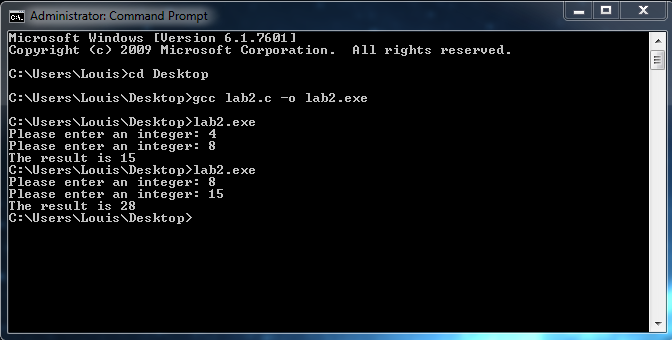 Administrator: Command Prompt
Microsoft Windows [Version 6.1.7601]
Copyright (c) 2009 Microsoft Corporation.  All rights reserved.
C:\Users\Louis>cd Desktop
C:\Users\Louis\Desktop>gcc lab2.c -o lab2.exe
C:\Users\Louis\Desktop>lab2.exe
Please enter an integer: 4
Please enter an integer: 8
The result is 15
C:\Users\Louis\Desktop>lab2.exe
Please enter an integer: 8
Please enter an integer: 15
The result is 28
C:\Users\Louis\Desktop>